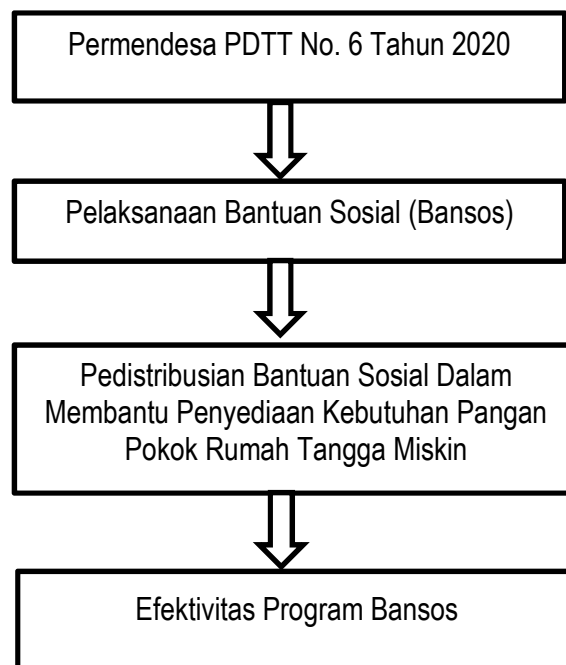 Permendesa PDTT No. 6 Tahun 2020
Pelaksanaan Bantuan Sosial (Bansos)
Pedistribusian Bantuan Sosial Dalam
Membantu Penyediaan Kebutuhan Pangan
Pokok Rumah Tangga Miskin
Efektivitas Program Bansos